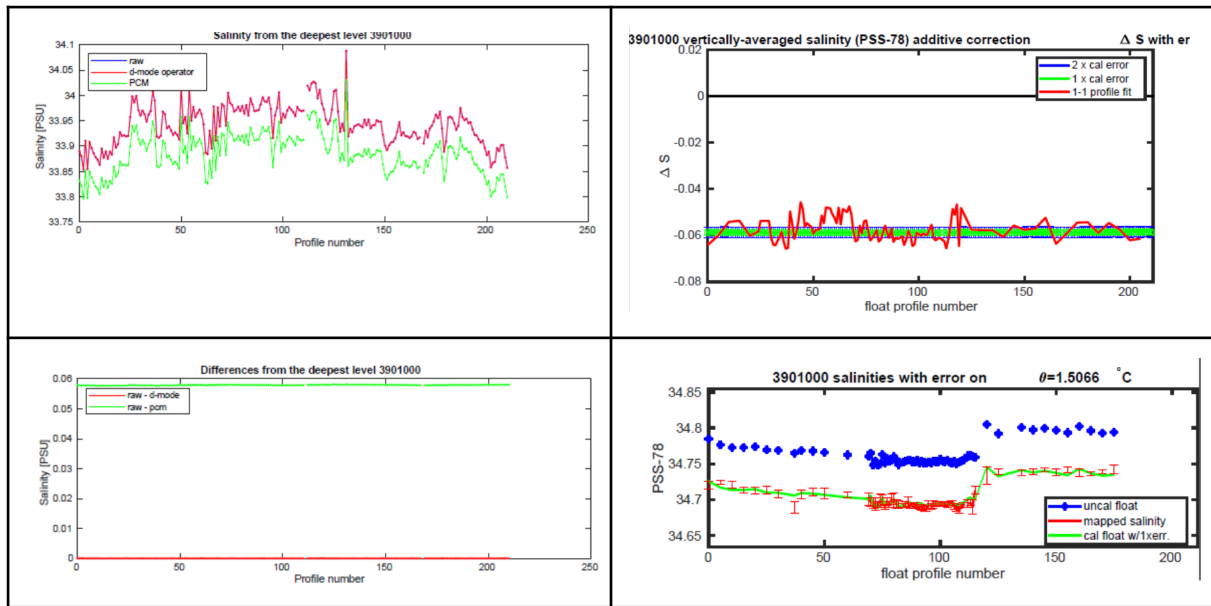 Salinity from the deepest level 3901000
34.1
34.05
34
33.95
33.9
33.85
33.8
33.75
Salinity [PSU]
raw
d-mode operator
PCM
0
50
100
150
200
250
Profile number
3901000 vertically-averaged salinity (PSS-78) additive correction
Δ S with er
0.02
0
-0.02
-0.04
-0.06
-0.08
Δ S
2 x cal error
1 x cal error
1-1 profile fit
0
50
100
150
200
float profile number
Differences from the deepest level 3901000
0.06
0.05
0.04
0.03
0.02
0.01
0
Salinity [PSU]
raw - d-mode
raw - pcm
0
50
100
150
200
250
Profile number
3901000 salinities with error on θ=1.5066 °C
34.85
34.8
34.75
34.7
34.65
PSS-78
uncal float
mapped salinity
cal float w/1xerr.
0
50
100
150
200
float profile number